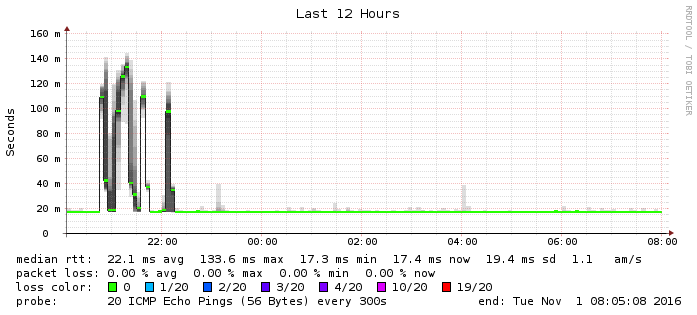 Last 12 Hours
RRDTOOL / TOBI OETIKER
Seconds
160 m
140 m
120 m
100 m
80 m
60 m
40 m
20 m
0
22:00 00:00 02:00 04:00 06:00 08:00
median rtt: 22.1 ms avg 133.6 ms max 17.3 ms min 17.4 ms now 19.4 ms sd 1.1 am/s
packet loss: 0.00 % avg 0.00 % max 0.00 % min 0.00 % now
loss color: 0 1/20 2/20 3/20 4/20 10/20 19/20
probe: 20 ICMP Echo Pings (56 Bytes) every 300s end: Tue Nov 1 08:05:08 2016